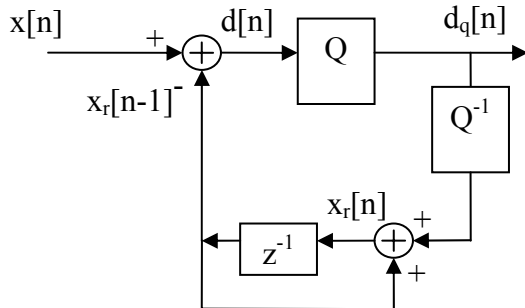 x[n]
+
d[n]
Q
d_q[n]
x_r[n-1]
-
Q^-1
x_r[n]
+
z^-1
+